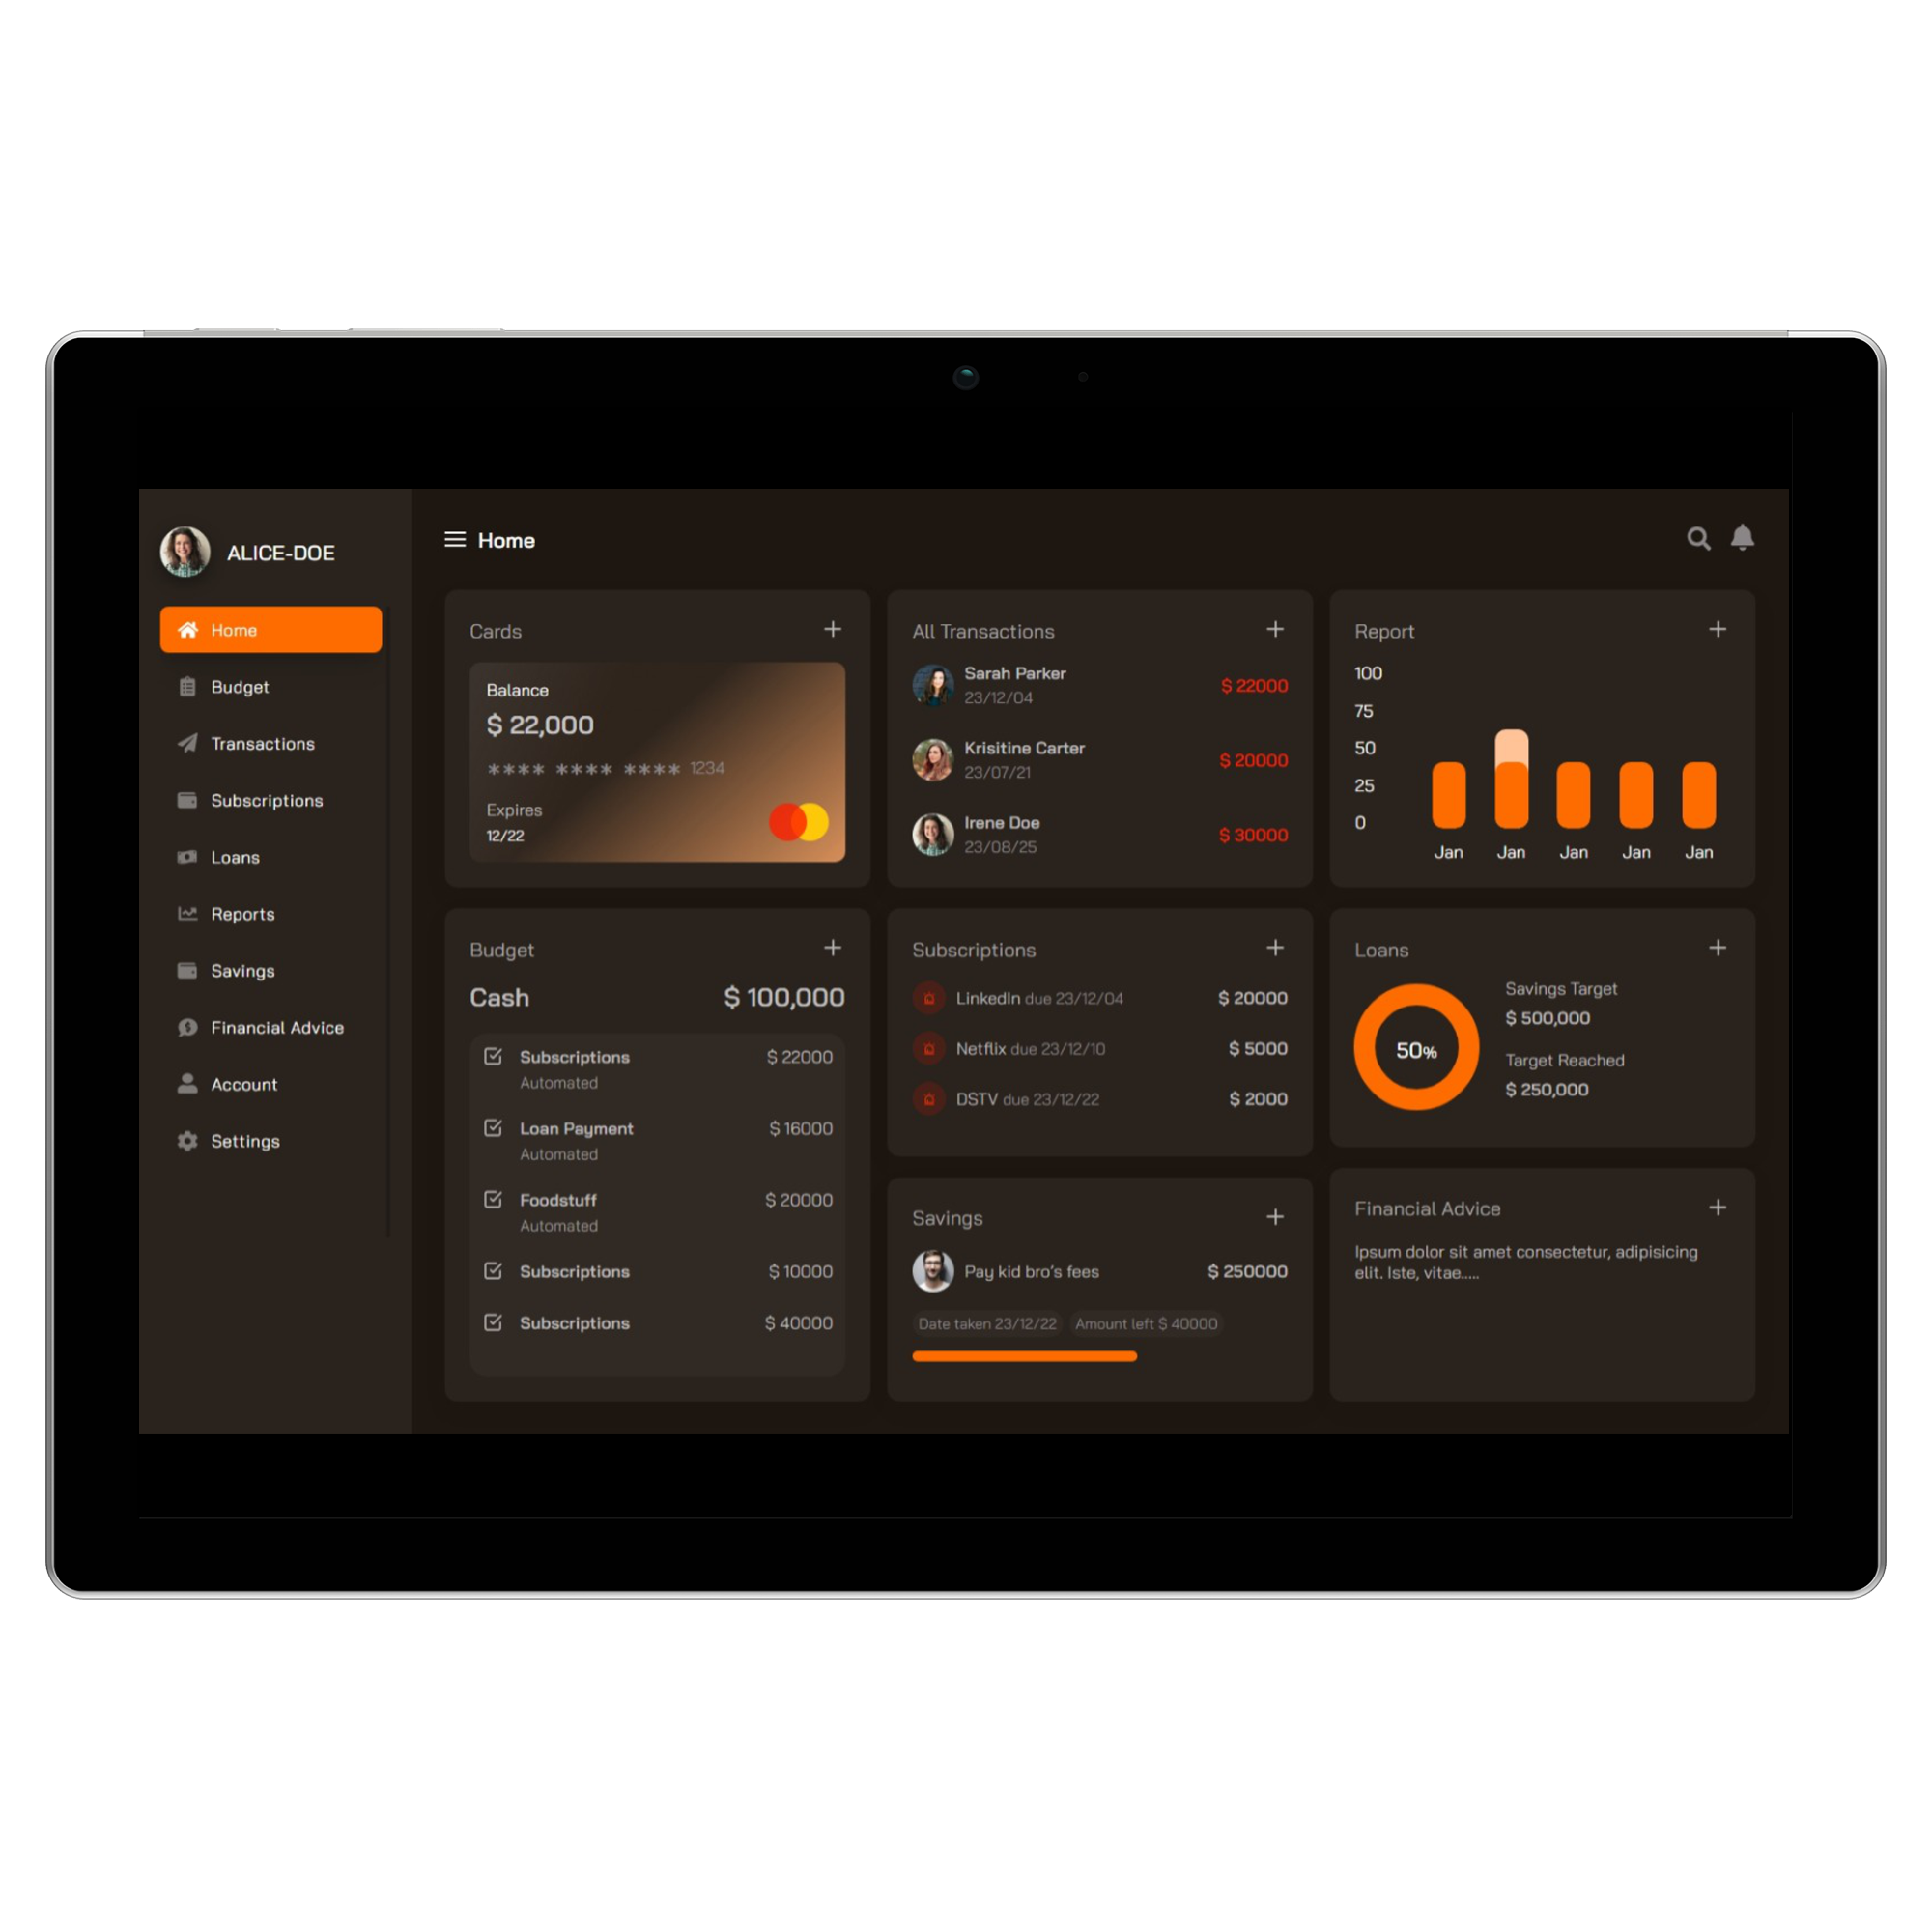 ALICE-DOE
Home
Budget
Transactions
Subscriptions
Loans
Reports
Savings
Financial Advice
Account
Settings
Home
Cards
Balance
$ 22,000
**** **** **** 1234
Expires
12/22
All Transactions
Sarah Parker
23/12/04
$ 22000
Krisitine Carter
23/07/21
$ 20000
Irene Doe
23/08/25
$ 30000
Report
100
75
50
25
0
Jan Jan Jan Jan Jan
Budget
Cash $ 100,000
Subscriptions $ 22000
Automated
Loan Payment $ 16000
Automated
Foodstuff $ 20000
Automated
Subscriptions $ 10000
Subscriptions $ 40000
Subscriptions
LinkedIn due 23/12/04 $ 20000
Netflix due 23/12/10 $ 5000
DSTV due 23/12/22 $ 2000
Loans
50%
Savings Target
$ 500,000
Target Reached
$ 250,000
Savings
Pay kid bro's fees $ 250000
Date taken 23/12/22 Amount left $ 40000
Financial Advice
Ipsum dolor sit amet consectetur, adipisicing
elit. Iste, vitae.....